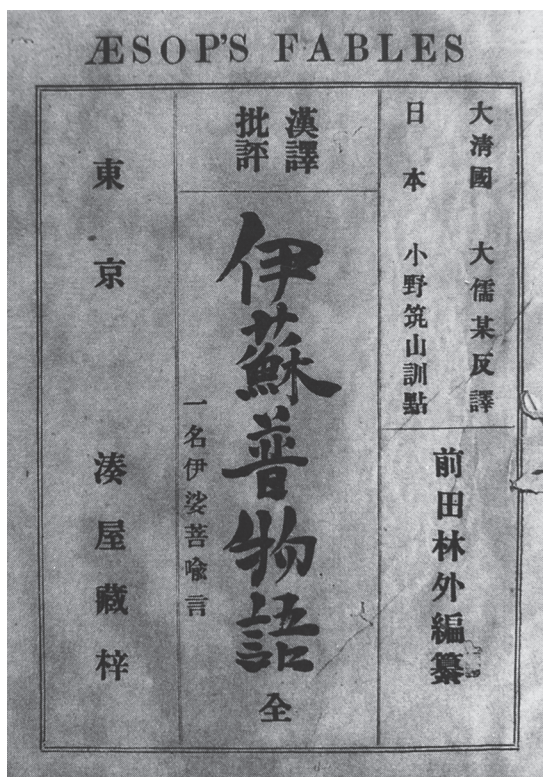 ÆSOP'S FABLES
大清國 大儒某反譯
日本 小野筑山訓點
前田林外編纂
漢譯
批評
伊蘇普物語 全
一名伊娑菩喩言
東京 湊屋藏梓